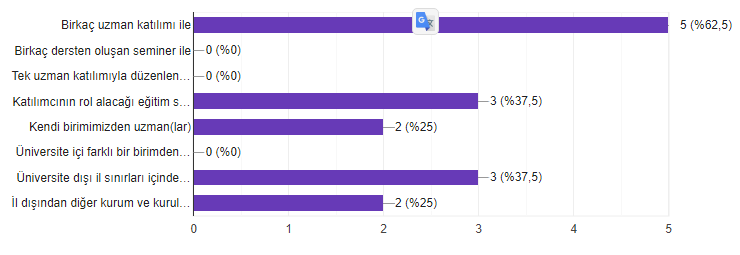 Birkaç uzman katılımı ile 5 (%62,5)
Birkaç dersten oluşan seminer ile 0 (%0)
Tek uzman katılımıyla düzenlen… 0 (%0)
Katılımcının rol alacağı eğitim s… 3 (%37,5)
Kendi birimimizden uzman(lar) 2 (%25)
Üniversite içi farklı bir birimden… 0 (%0)
Üniversite dışı il sınırları içinde… 3 (%37,5)
İl dışından diğer kurum ve kurul… 2 (%25)
0 1 2 3 4 5